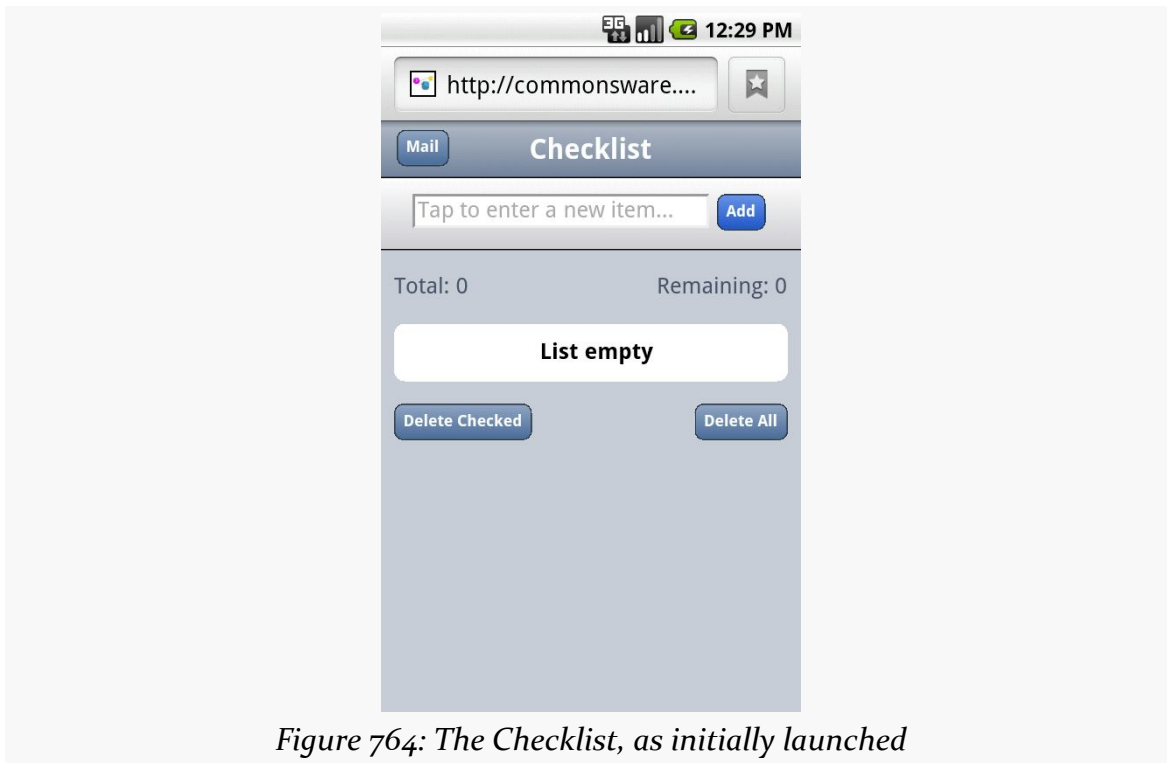 3G 12:29 PM
http://commonsware....
Mail Checklist
Tap to enter a new item... Add
Total: 0 Remaining: 0
List empty
Delete Checked Delete All
Figure 764: The Checklist, as initially launched